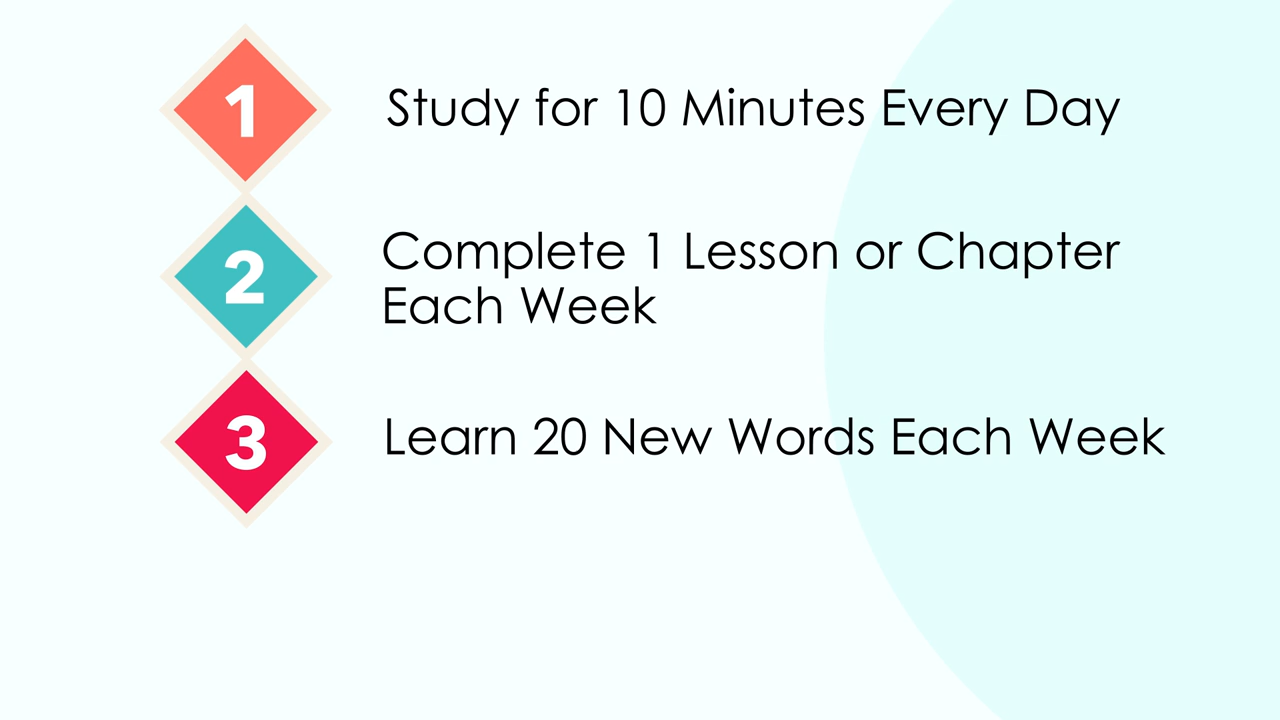 1 Study for 10 Minutes Every Day
2 Complete 1 Lesson or Chapter
Each Week
3 Learn 20 New Words Each Week